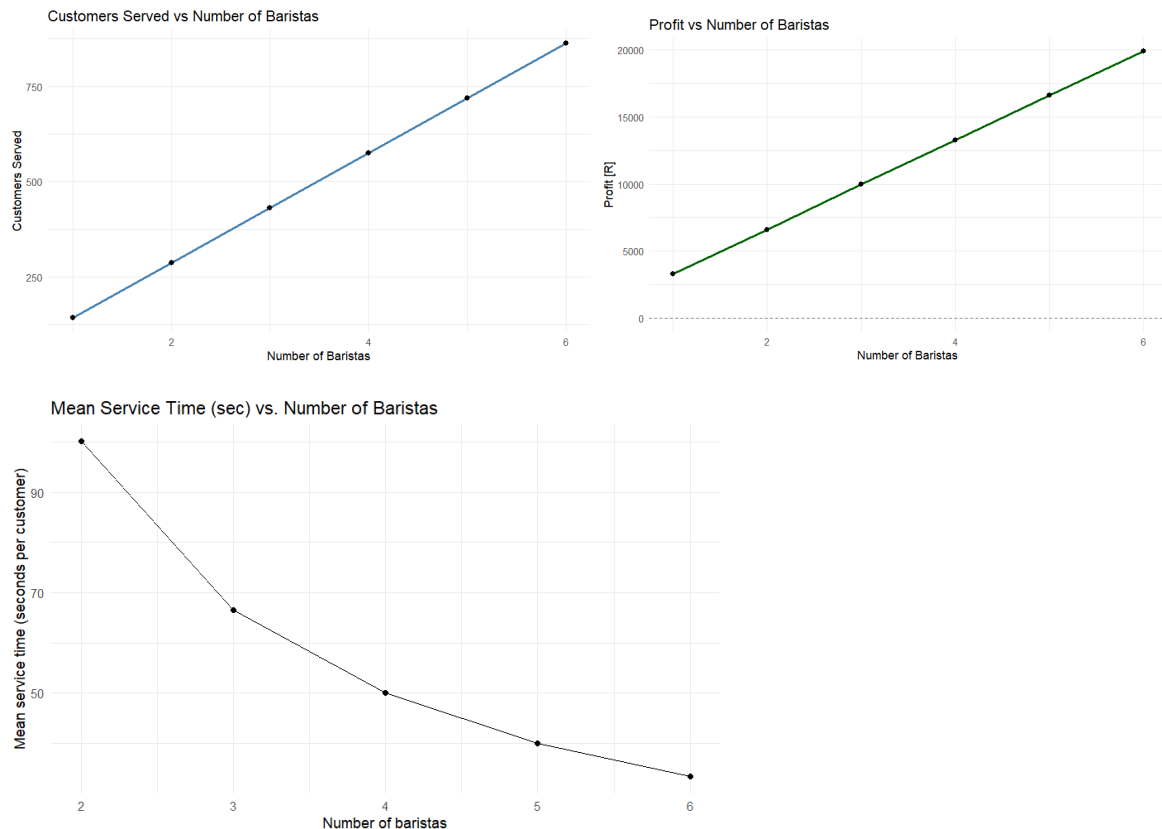 Customers Served vs Number of Baristas
Customers Served
750
500
250
2
4
6
Number of Baristas
Profit vs Number of Baristas
Profit [R]
20000
15000
10000
5000
0
2
4
6
Number of Baristas
Mean Service Time (sec) vs. Number of Baristas
Mean service time (seconds per customer)
90
70
50
2
3
4
5
6
Number of baristas